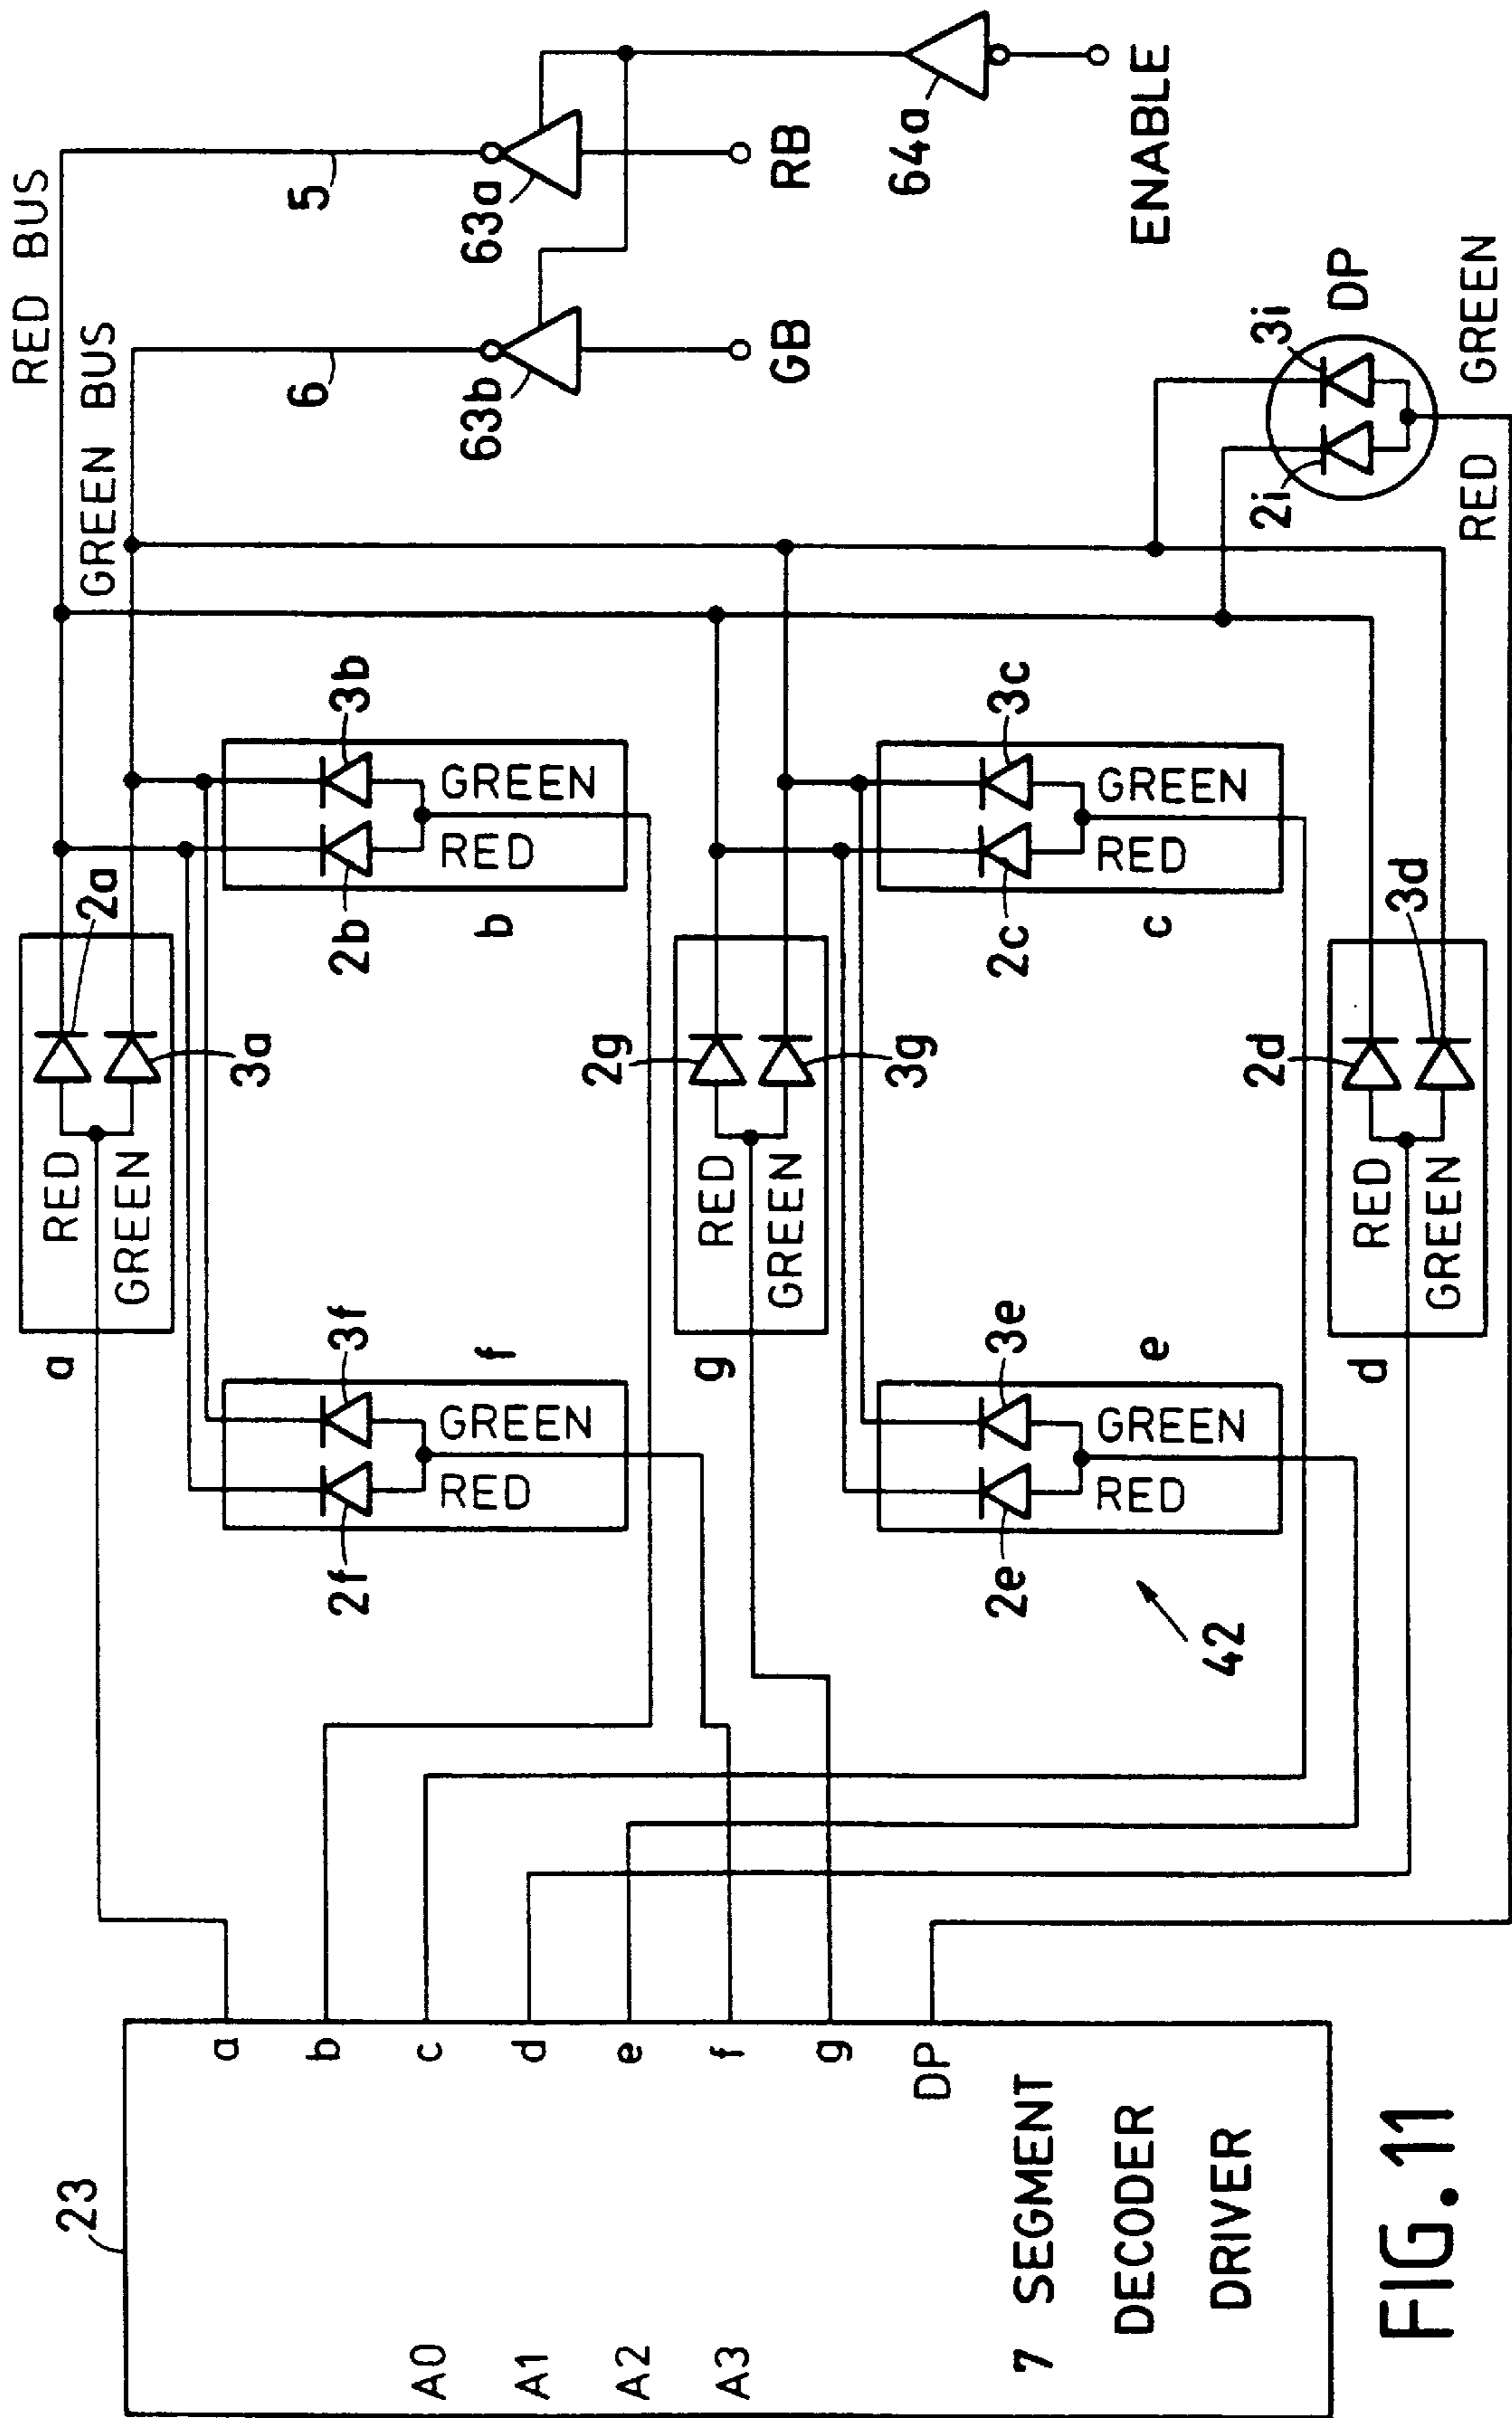 23
A0
A1
A2
A3
a
b
c
d
e
f
g
DP
7 SEGMENT
DECODER
DRIVER
RED BUS
GREEN BUS
a
RED
GREEN
2a
3a
2f
3f
RED
GREEN
f
2b
3b
RED
GREEN
b
g
RED
GREEN
2g
3g
2e
3e
RED
GREEN
e
2c
3c
RED
GREEN
c
d
RED
GREEN
2d
3d
42
5
6
63a
63b
RB
GB
64a
ENABLE
2i
3i
DP
RED
GREEN
FIG. 11